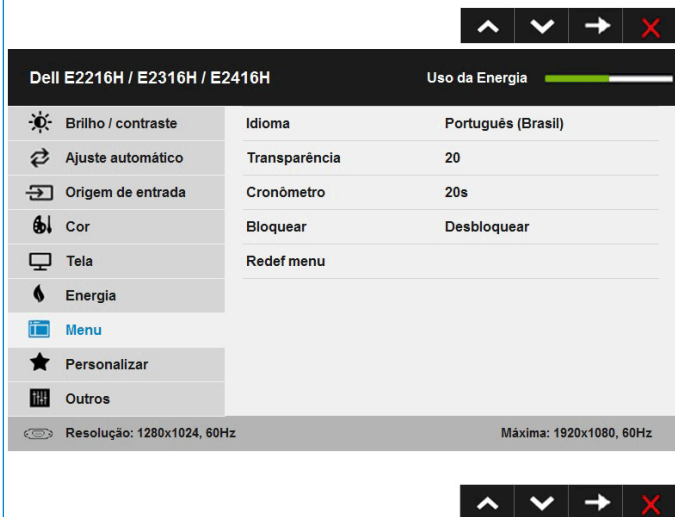 Dell E2216H / E2316H / E2416H Uso da Energia
Brilho / contraste Idioma Português (Brasil)
Ajuste automático Transparência 20
Origem de entrada Cronômetro 20s
Cor Bloquear Desbloquear
Tela Redef menu
Energia
Menu
Personalizar
Outros
Resolução: 1280x1024, 60Hz Máxima: 1920x1080, 60Hz